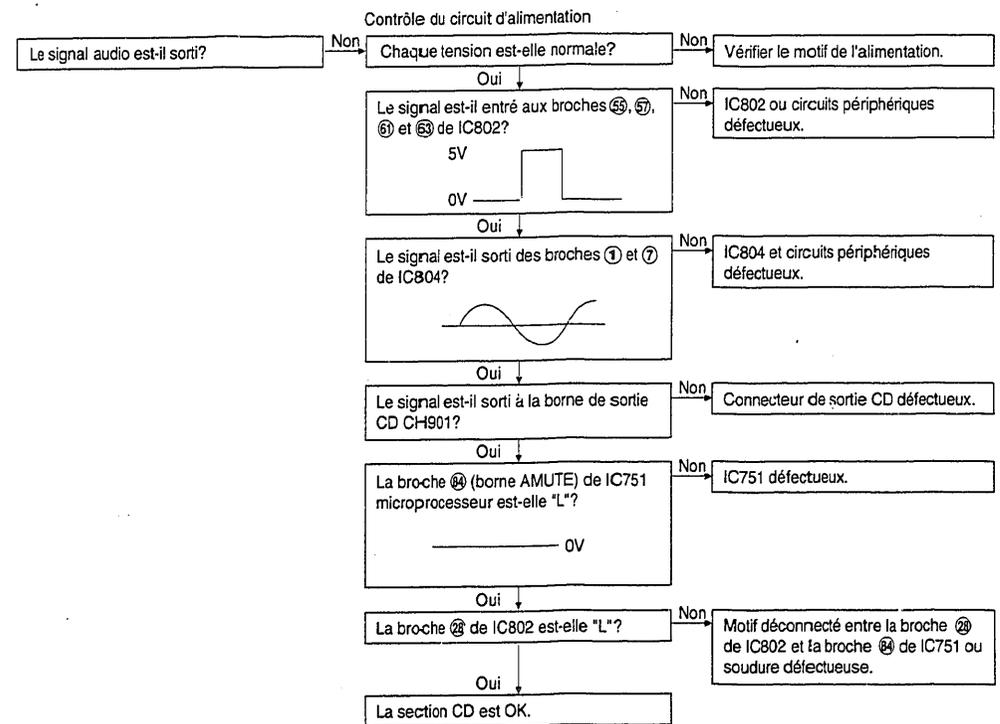 Contrôle du circuit d'alimentation
Le signal audio est-il sorti?
Non
Chaque tension est-elle normale?
Non
Vérifier le motif de l'alimentation.
Oui
Le signal est-il entré aux broches 55, 57,
61 et 63 de IC802?
5V
0V
Non
IC802 ou circuits périphériques
défectueux.
Oui
Le signal est-il sorti des broches 1 et 7
de IC804?
Non
IC804 et circuits périphériques
défectueux.
Oui
Le signal est-il sorti à la borne de sortie
CD CH901?
Non
Connecteur de sortie CD défectueux.
Oui
La broche 84 (borne AMUTE) de IC751
microprocesseur est-elle "L"?
0V
Non
IC751 défectueux.
Oui
La broche 28 de IC802 est-elle "L"?
Non
Motif déconnecté entre la broche 28
de IC802 et la broche 84 de IC751 ou
soudure défectueuse.
Oui
La section CD est OK.